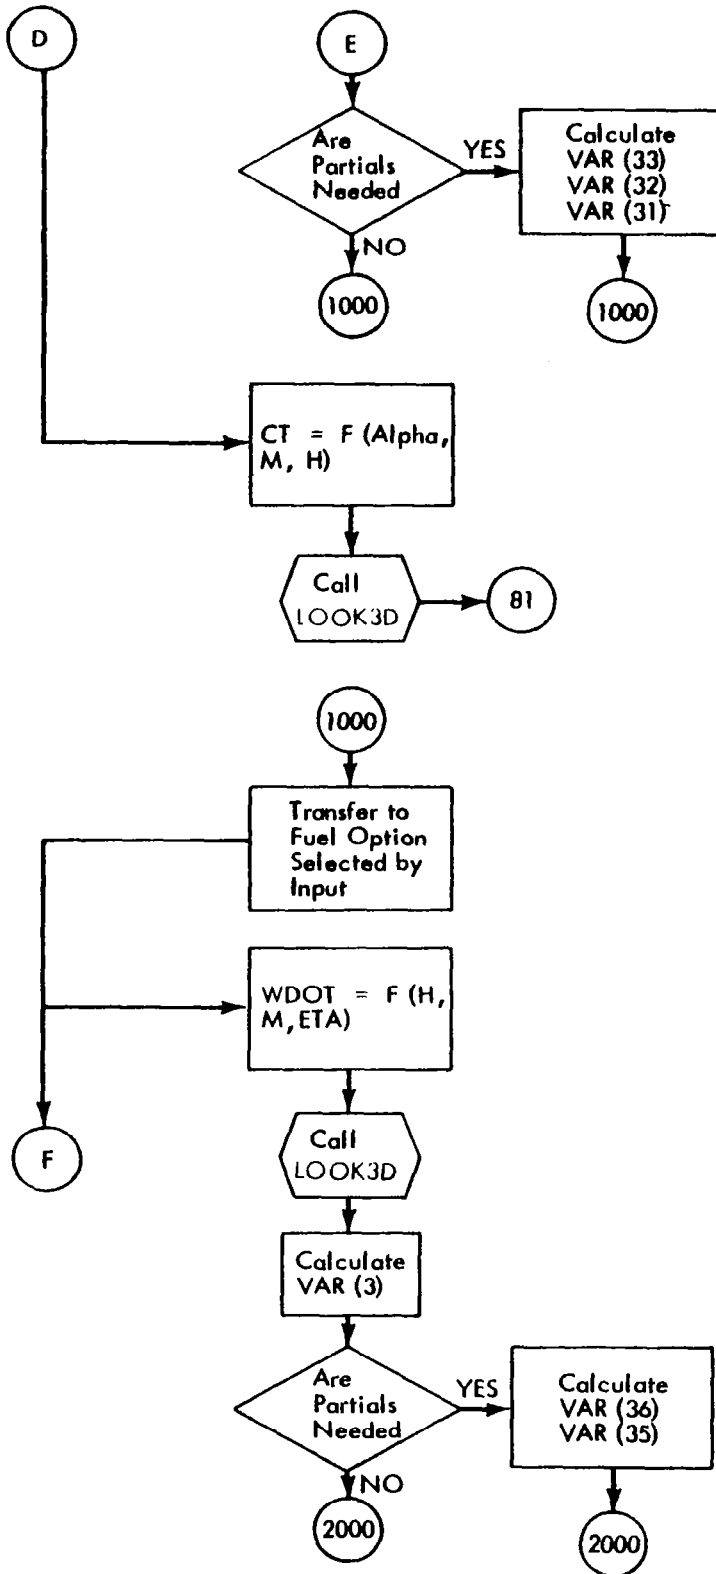 D
E
Are
Partials
Needed
YES
Calculate
VAR (33)
VAR (32)
VAR (31)
NO
1000
1000
CT = F (Alpha,
M, H)
Call
LOOK3D
81
1000
Transfer to
Fuel Option
Selected by
Input
WDOT = F (H,
M, ETA)
F
Call
LOOK3D
Calculate
VAR (3)
Are
Partials
Needed
YES
Calculate
VAR (36)
VAR (35)
NO
2000
2000